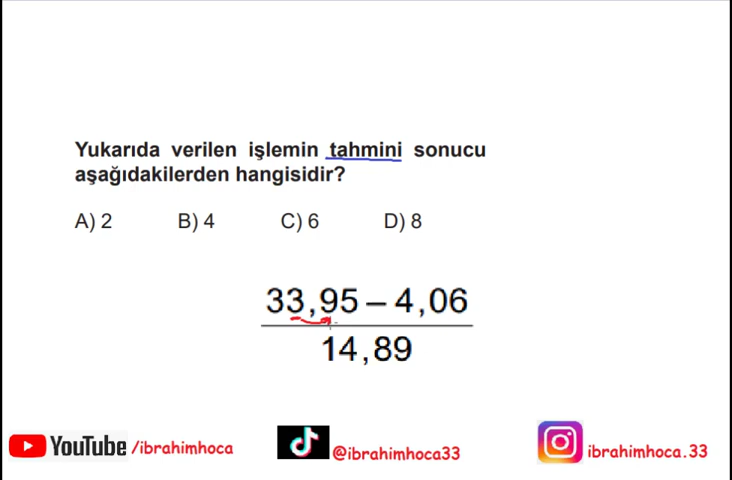 Yukarıda verilen işlemin tahmini sonucu
aşağıdakilerden hangisidir?
A) 2 B) 4 C) 6 D) 8
33,95 – 4,06
14,89
YouTube /ibrahimhoca
@ibrahimhoca33
ibrahimhoca.33